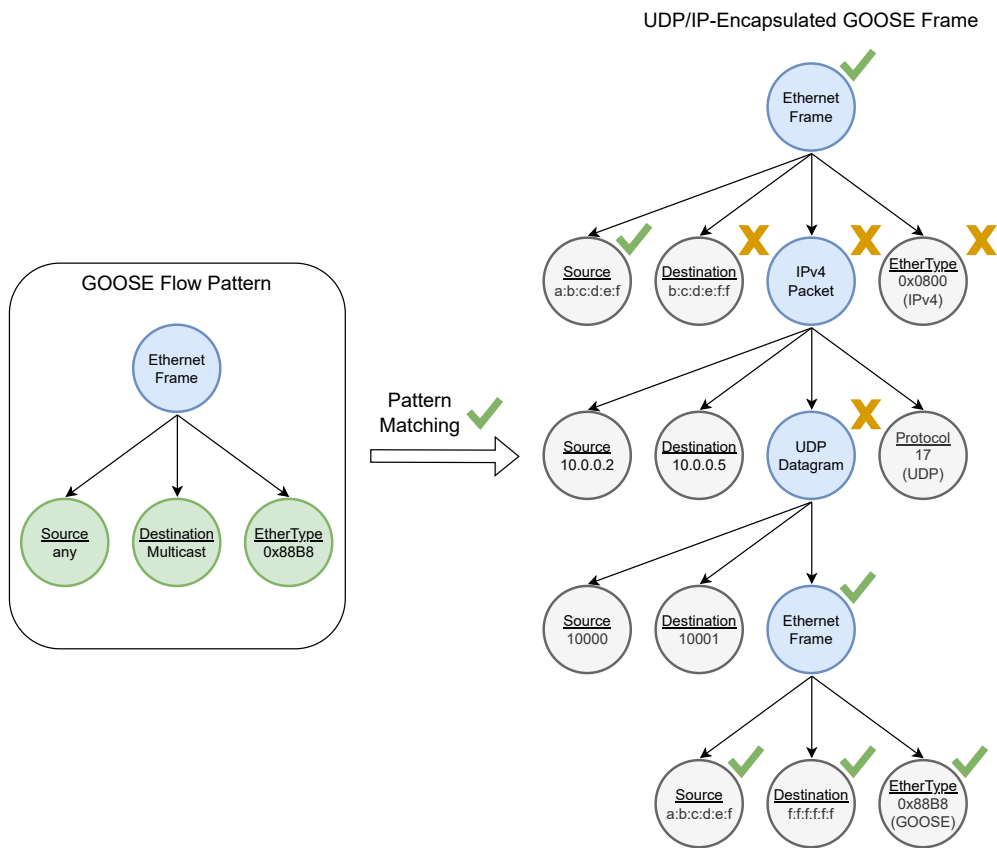 UDP/IP-Encapsulated GOOSE Frame
Ethernet
Frame
Source
a:b:c:d:e:f
Destination
b:c:d:e:f:f
IPv4
Packet
EtherType
0x0800
(IPv4)
GOOSE Flow Pattern
Ethernet
Frame
Source
any
Destination
Multicast
EtherType
0x88B8
Pattern
Matching
Source
10.0.0.2
Destination
10.0.0.5
UDP
Datagram
Protocol
17
(UDP)
Source
10000
Destination
10001
Ethernet
Frame
Source
a:b:c:d:e:f
Destination
f:f:f:f:f:f
EtherType
0x88B8
(GOOSE)